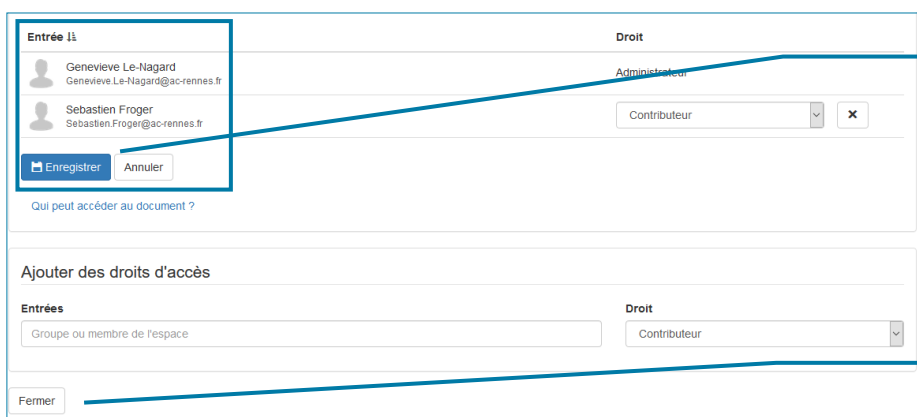 Entrée Droit
Genevieve Le-Nagard
Genevieve.Le-Nagard@ac-rennes.fr
Administrateur
Sebastien Froger
Sebastien.Froger@ac-rennes.fr
Contributeur
Enregistrer Annuler
Qui peut accéder au document ?
Ajouter des droits d'accès
Entrées Droit
Groupe ou membre de l'espace Contributeur
Fermer